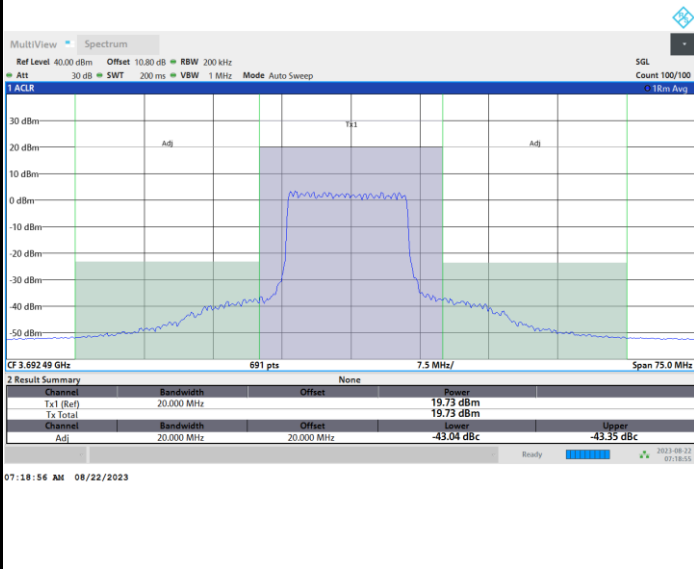 MultiView Spectrum
Ref Level 40.00 dBm Offset 10.80 dB RBW 200 kHz SGL
Att 30 dB SWT 200 ms VBW 1 MHz Mode Auto Sweep Count 100/100
1 ACLR 1Rm Avg
30 dBm
Tx1
20 dBm
Adj Adj
10 dBm
0 dBm
-10 dBm
-20 dBm
-30 dBm
-40 dBm
-50 dBm
CF 3.692 49 GHz 691 pts 7.5 MHz/ Span 75.0 MHz
2 Result Summary None
Channel Bandwidth Offset Power
Tx1 (Ref) 20.000 MHz 19.73 dBm
Tx Total 19.73 dBm
Channel Bandwidth Offset Lower Upper
Adj 20.000 MHz 20.000 MHz -43.04 dBc -43.35 dBc
Ready 2023-08-22
07:18:55
07:18:56 AM 08/22/2023